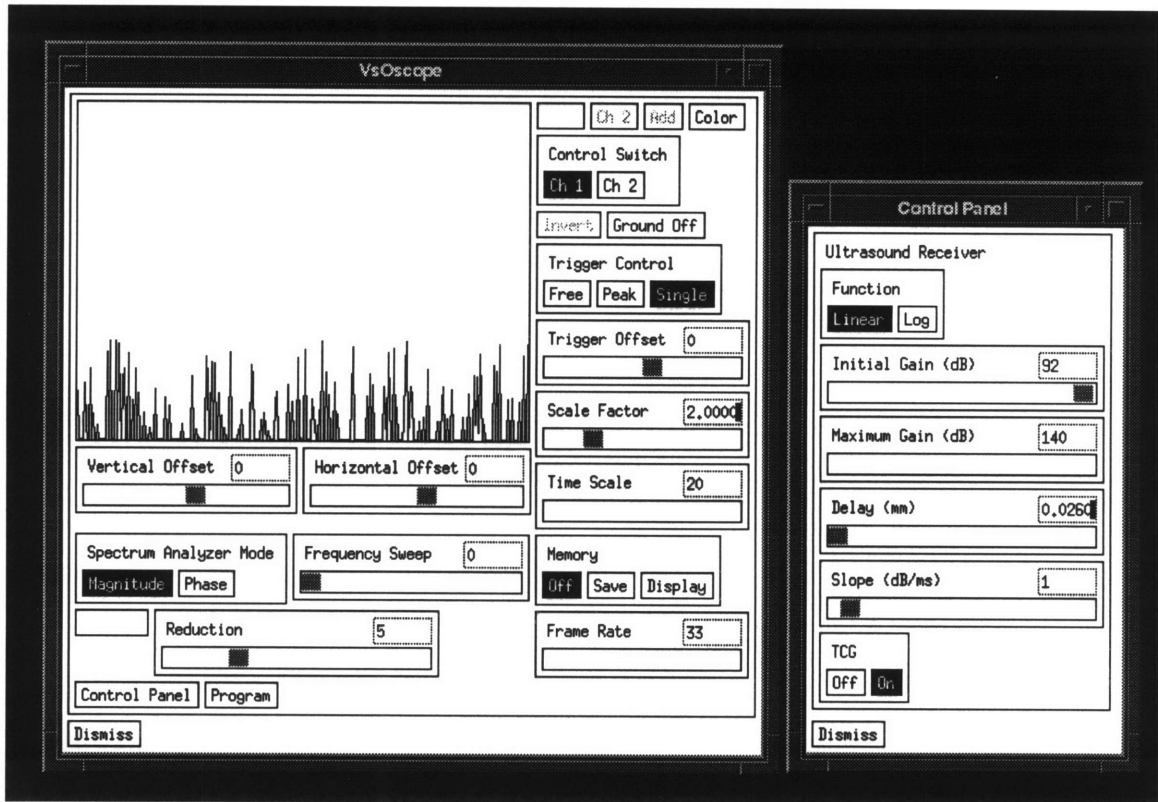 VsOscope
Ch 2 Add Color
Control Switch
Ch 1 Ch 2
Invert Ground Off
Trigger Control
Free Peak Single
Trigger Offset 0
Scale Factor 2.0000
Vertical Offset 0
Horizontal Offset 0
Time Scale 20
Spectrum Analyzer Mode
Magnitude Phase
Frequency Sweep 0
Memory
Off Save Display
Reduction 5
Frame Rate 33
Control Panel Program
Dismiss
Control Panel
Ultrasound Receiver
Function
Linear Log
Initial Gain (dB) 92
Maximum Gain (dB) 140
Delay (mm) 0.0260
Slope (dB/ms) 1
TCG
Off On
Dismiss